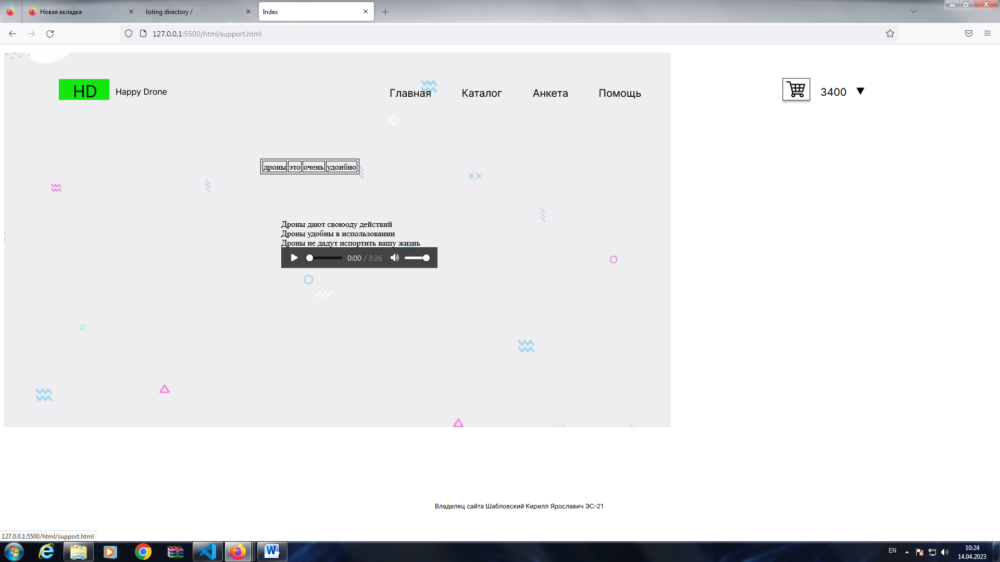 Новая вкладка
listing directory /
Index
127.0.0.1:5500/html/support.html
HD
Happy Drone
Главная
Каталог
Анкета
Помощь
3400
дроны это очень удонбно
Дроны дают своюоду действий
Дроны удобны в использовании
Дроны не дадут испортить вашу жизнь
0:00 / 3:26
Владелец сайта Шабловский Кирилл Ярославич ЭС-21
127.0.0.1:5500/html/support.html
EN
10:24
14.04.2023